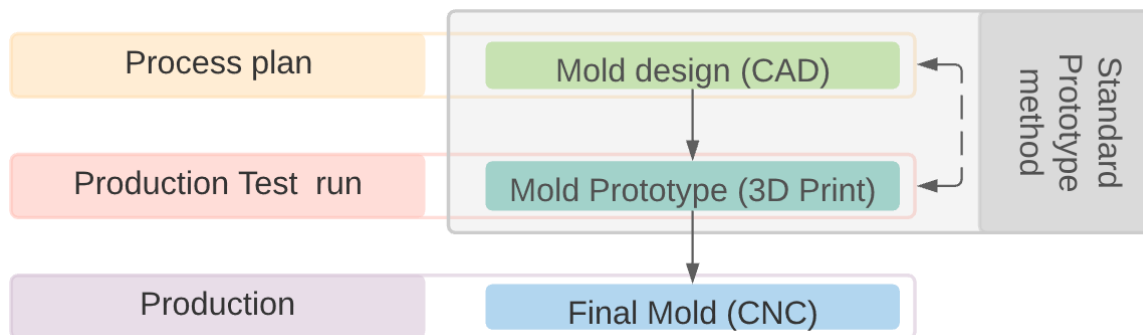 Process plan
Mold design (CAD)
Production Test run
Mold Prototype (3D Print)
Production
Final Mold (CNC)
Standard
Prototype
method